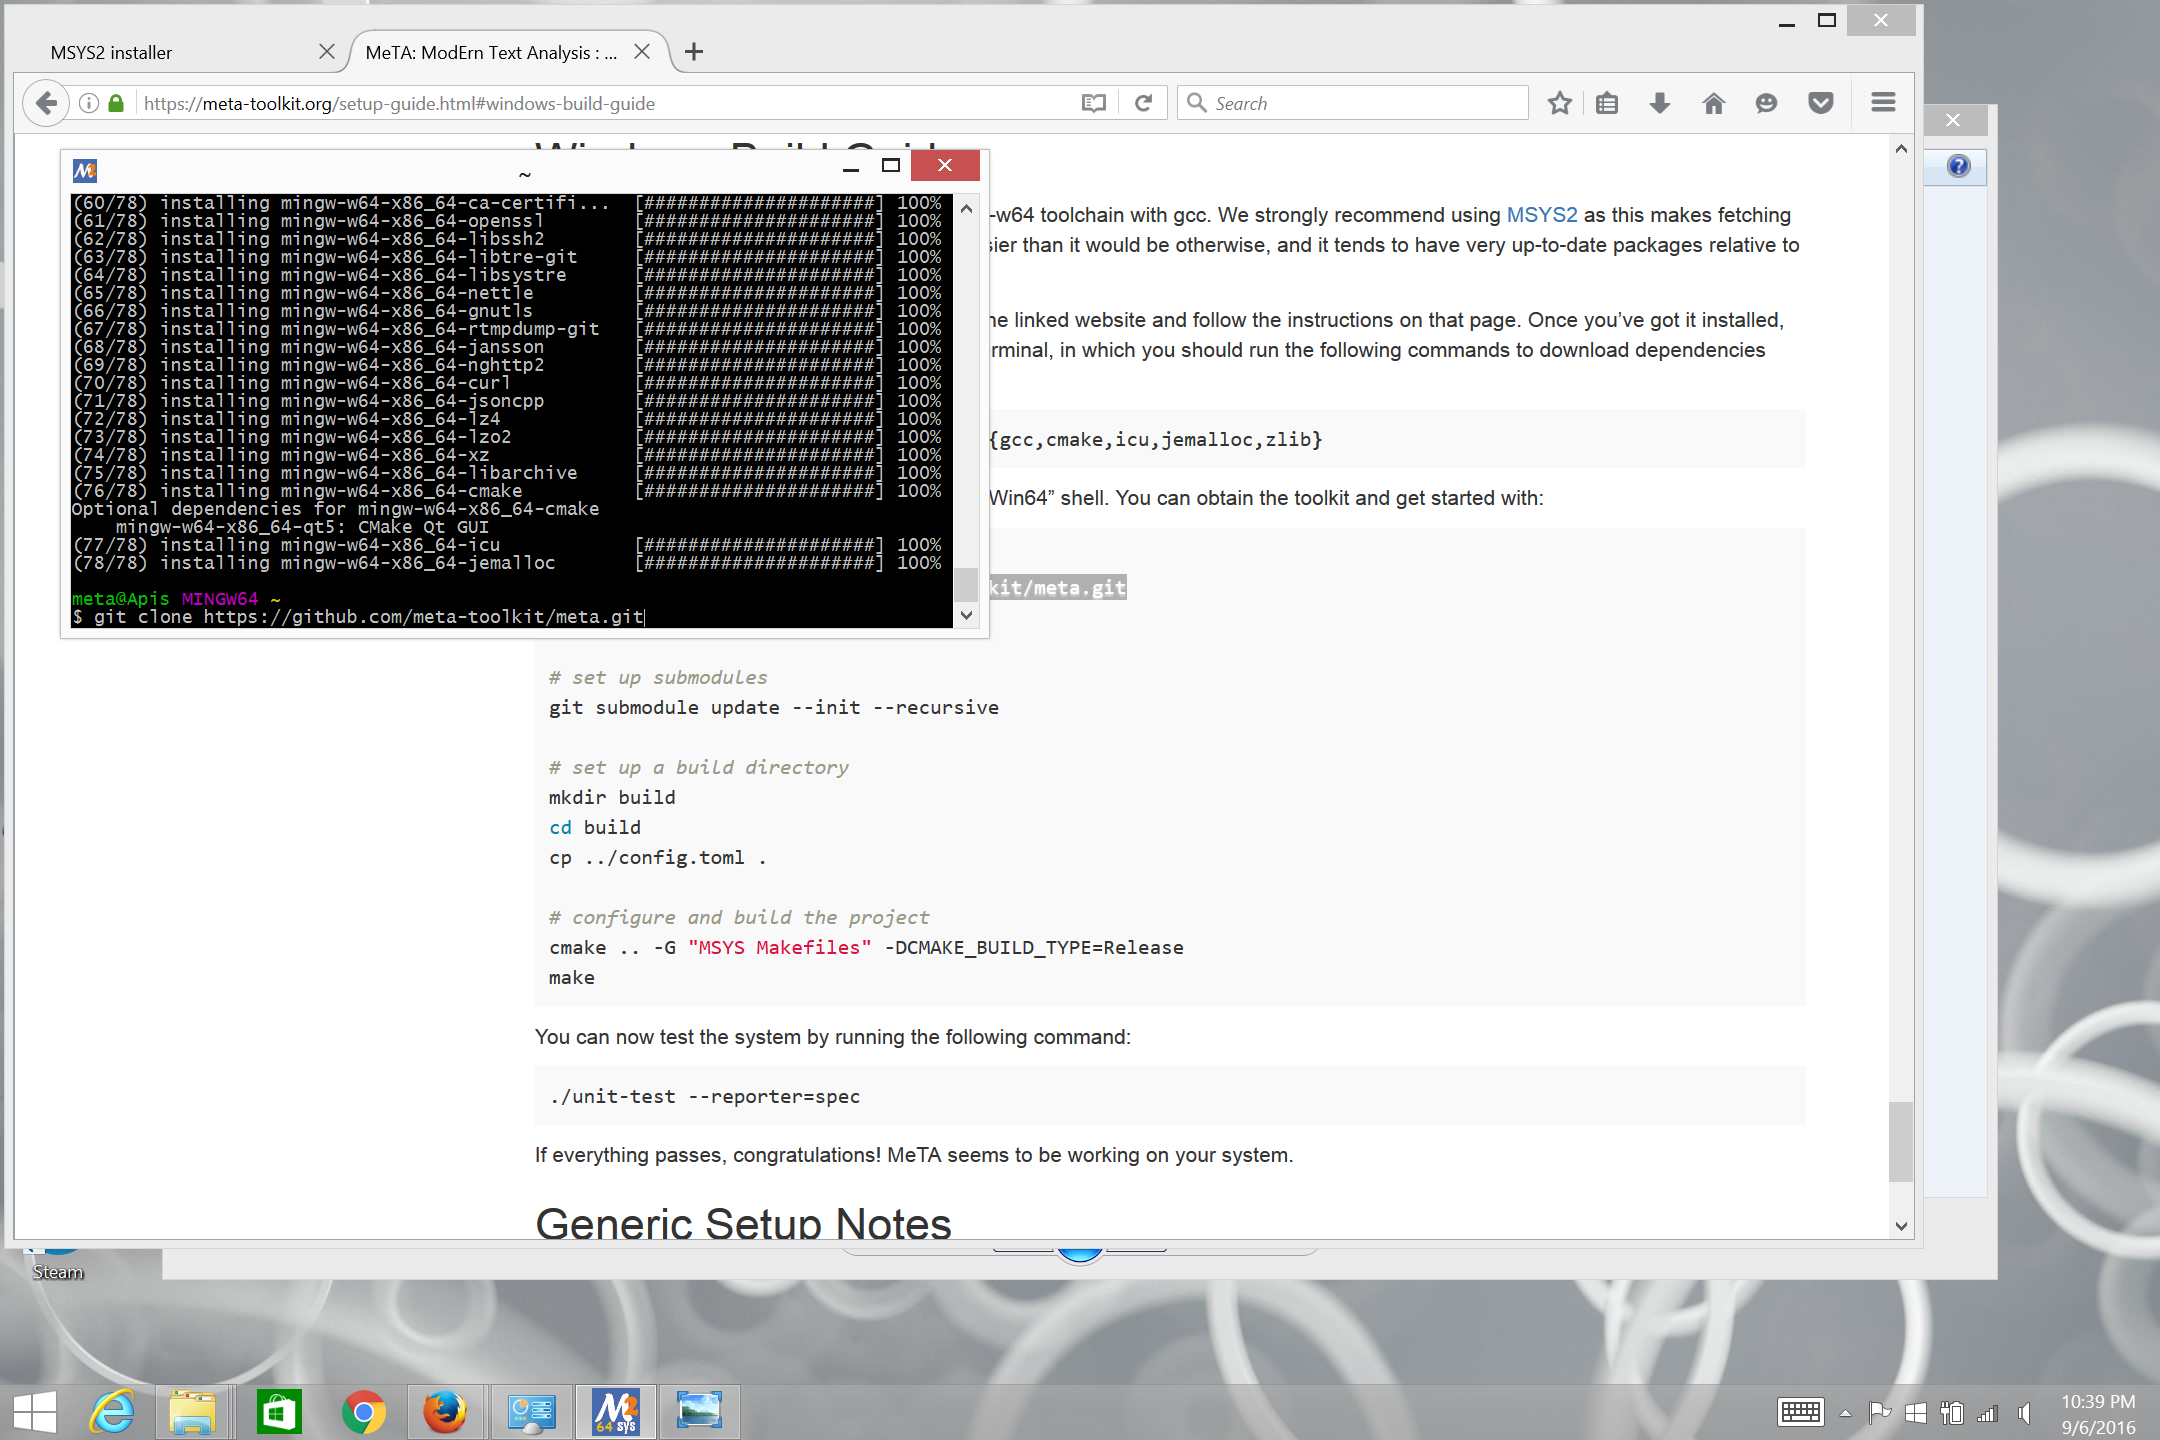 MSYS2 installer
MeTA: ModErn Text Analysis : ...
https://meta-toolkit.org/setup-guide.html#windows-build-guide
Search
~
(60/78) installing mingw-w64-x86_64-ca-certifi... [#####################] 100%
(61/78) installing mingw-w64-x86_64-openssl [#####################] 100%
(62/78) installing mingw-w64-x86_64-libssh2 [#####################] 100%
(63/78) installing mingw-w64-x86_64-libtre-git [#####################] 100%
(64/78) installing mingw-w64-x86_64-libsystre [#####################] 100%
(65/78) installing mingw-w64-x86_64-nettle [#####################] 100%
(66/78) installing mingw-w64-x86_64-gnutls [#####################] 100%
(67/78) installing mingw-w64-x86_64-rtmpdump-git [#####################] 100%
(68/78) installing mingw-w64-x86_64-jansson [#####################] 100%
(69/78) installing mingw-w64-x86_64-nghttp2 [#####################] 100%
(70/78) installing mingw-w64-x86_64-curl [#####################] 100%
(71/78) installing mingw-w64-x86_64-jsoncpp [#####################] 100%
(72/78) installing mingw-w64-x86_64-lz4 [#####################] 100%
(73/78) installing mingw-w64-x86_64-lzo2 [#####################] 100%
(74/78) installing mingw-w64-x86_64-xz [#####################] 100%
(75/78) installing mingw-w64-x86_64-libarchive [#####################] 100%
(76/78) installing mingw-w64-x86_64-cmake [#####################] 100%
Optional dependencies for mingw-w64-x86_64-cmake
mingw-w64-x86_64-qt5: CMake Qt GUI
(77/78) installing mingw-w64-x86_64-icu [#####################] 100%
(78/78) installing mingw-w64-x86_64-jemalloc [#####################] 100%
meta@Apis MINGW64 ~
$ git clone https://github.com/meta-toolkit/meta.git
-w64 toolchain with gcc. We strongly recommend using MSYS2 as this makes fetching
sier than it would be otherwise, and it tends to have very up-to-date packages relative to
ne linked website and follow the instructions on that page. Once you’ve got it installed,
erminal, in which you should run the following commands to download dependencies
{gcc,cmake,icu,jemalloc,zlib}
Win64” shell. You can obtain the toolkit and get started with:
kit/meta.git
# set up submodules
git submodule update --init --recursive
# set up a build directory
mkdir build
cd build
cp ../config.toml .
# configure and build the project
cmake .. -G "MSYS Makefiles" -DCMAKE_BUILD_TYPE=Release
make
You can now test the system by running the following command:
./unit-test --reporter=spec
If everything passes, congratulations! MeTA seems to be working on your system.
Generic Setup Notes
Steam
M2
64 sys
10:39 PM
9/6/2016